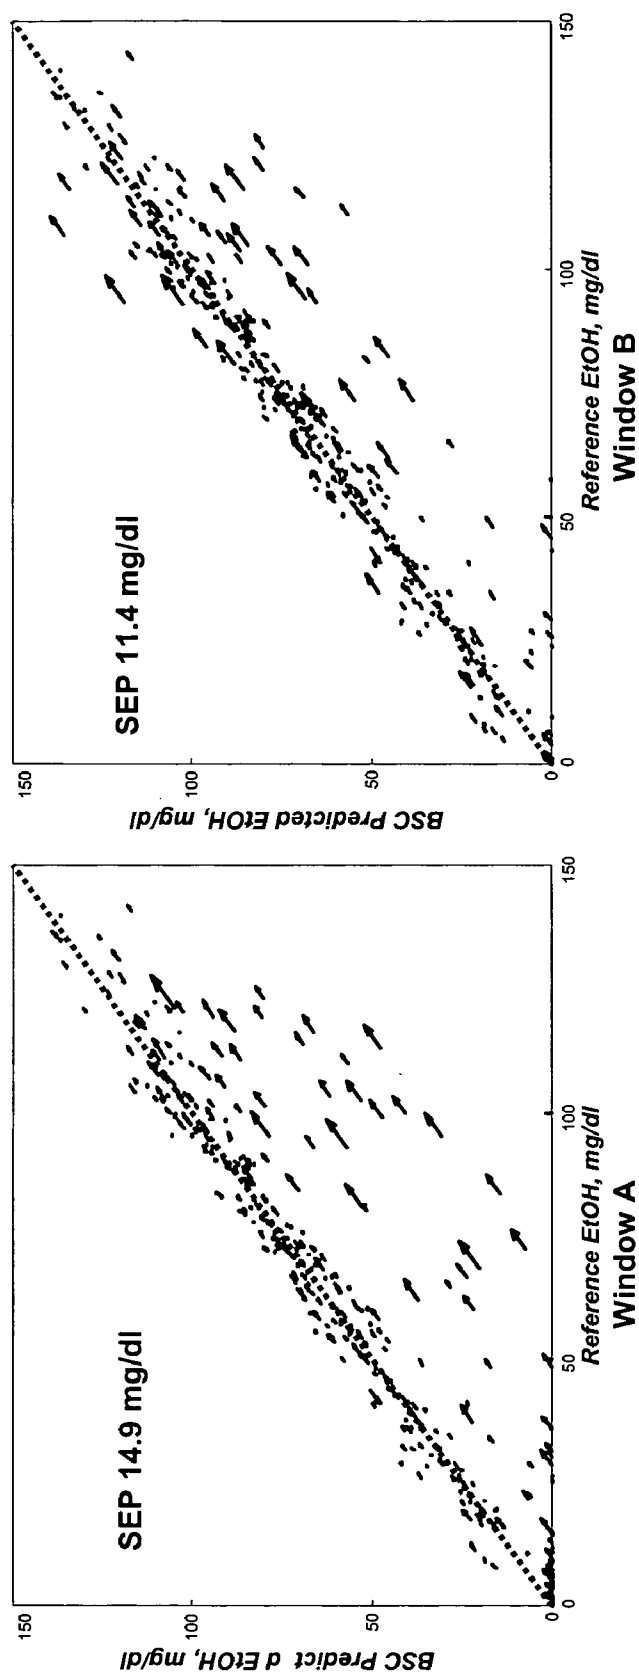 150
100
50
0
BSC Predict d EtOH, mg/dl
SEP 14.9 mg/dl
0
50
100
150
Reference EtOH, mg/dl
Window A
150
100
50
0
BSC Predicted EtOH, mg/dl
SEP 11.4 mg/dl
0
50
100
150
Reference EtOH, mg/dl
Window B